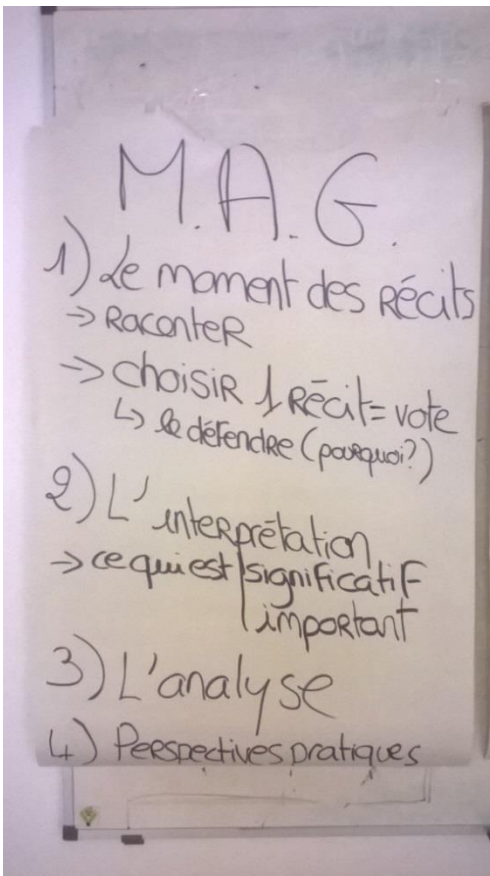 M.A.G.
1) Le moment des Récits
→ RaconteR
→ choisiR 1 Récit = vote
↳ le défendRe (pourquoi?)
2) L'interprétation
→ ce qui est | significatif
important
3) L'analyse
4) Perspectives pratiques